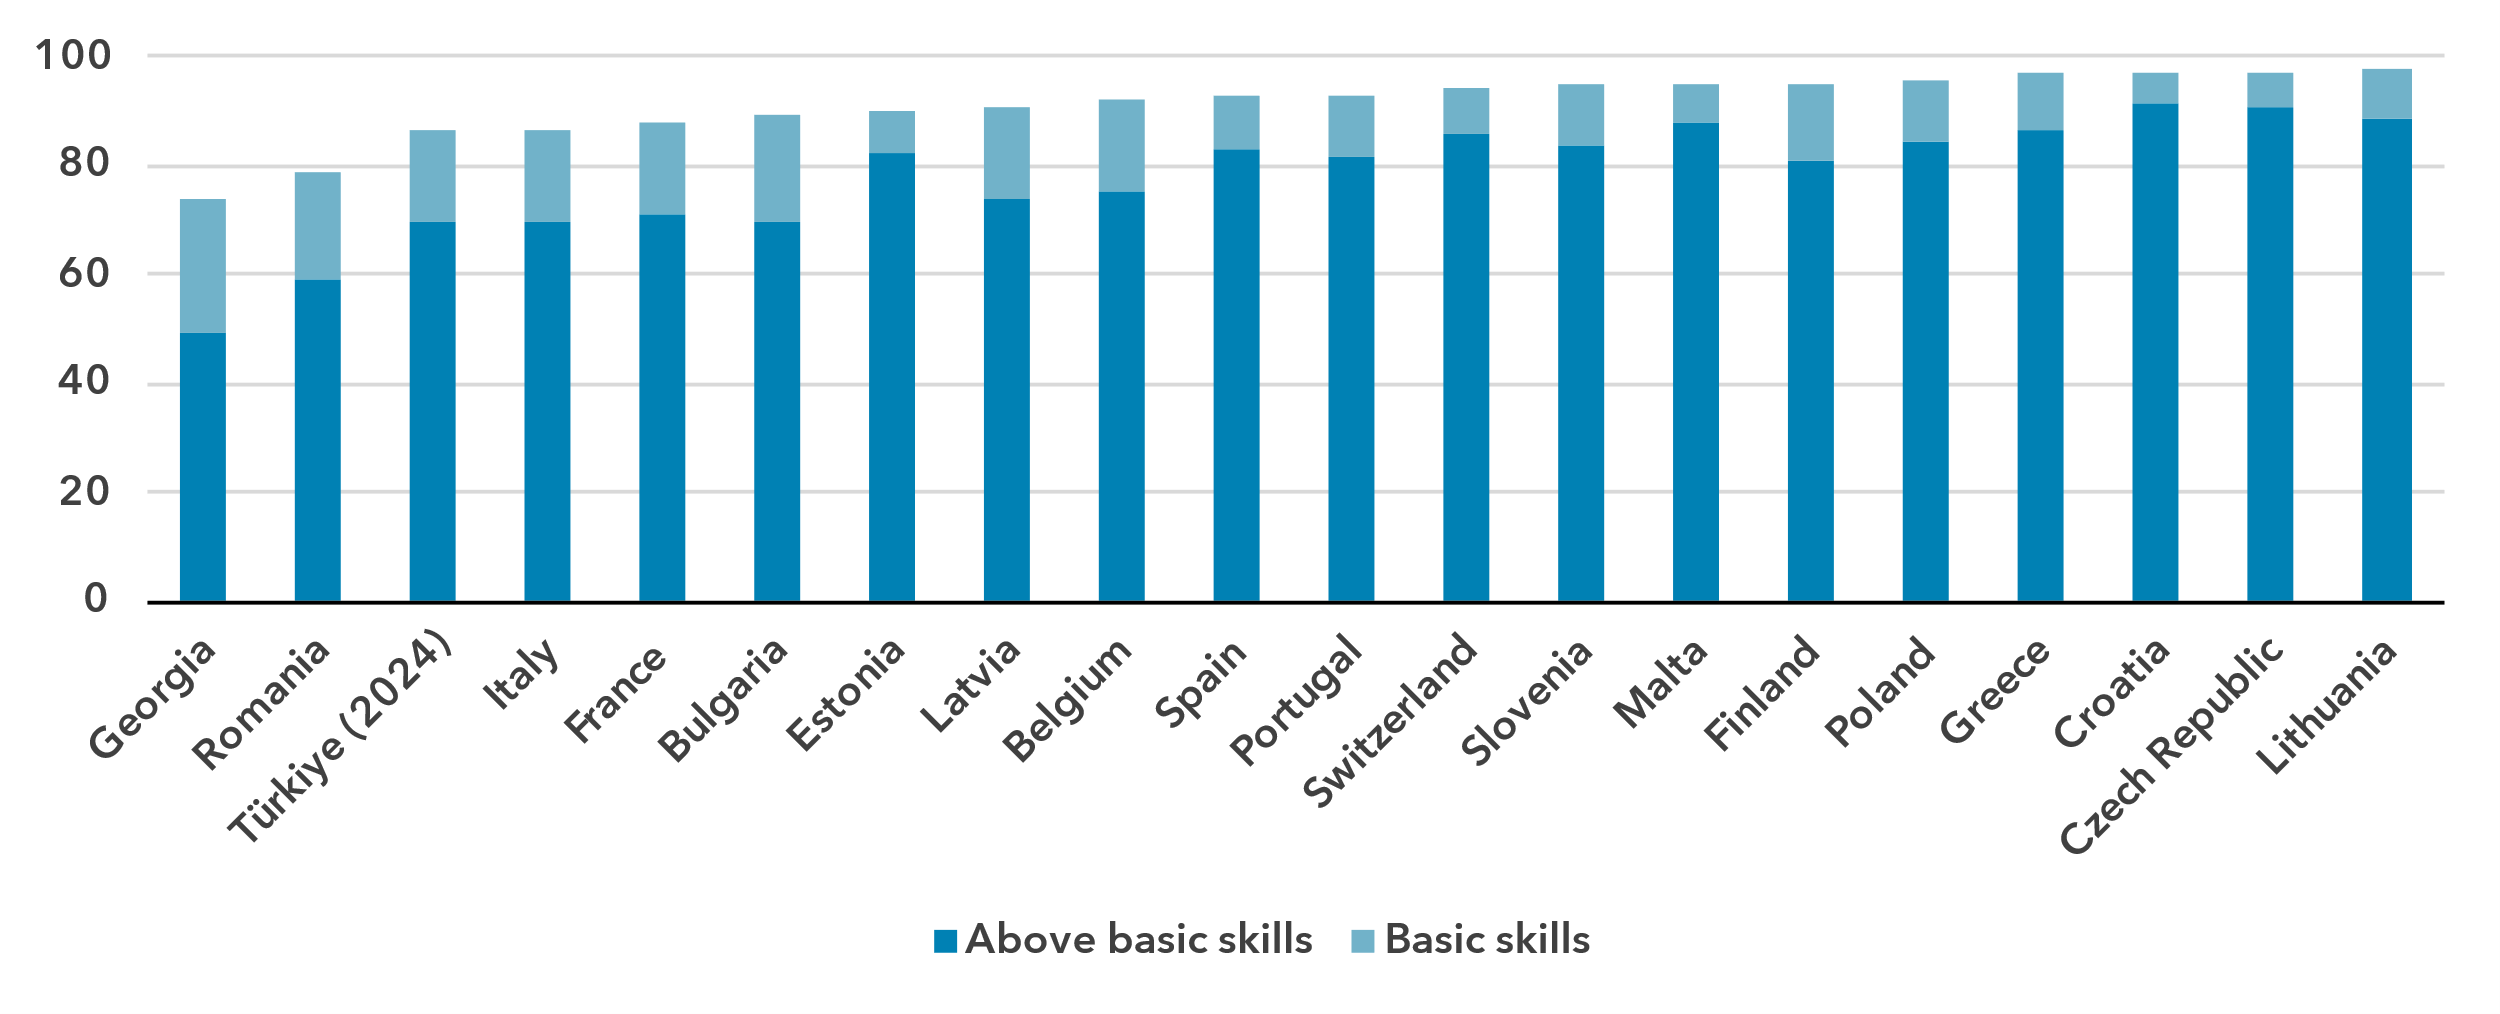 100
80
60
40
20
0
Georgia
Romania
Türkiye (2024)
Italy
France
Bulgaria
Estonia
Latvia
Belgium
Spain
Portugal
Switzerland
Slovenia
Malta
Finland
Poland
Greece
Croatia
Czech Republic
Lithuania
Above basic skills
Basic skills